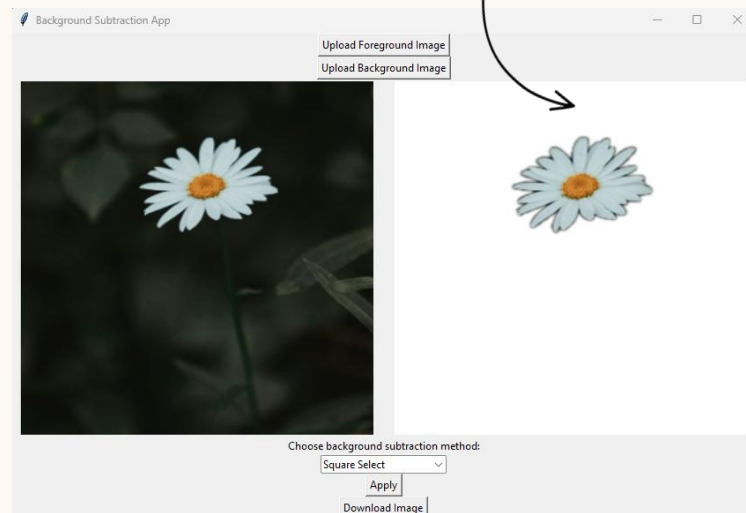 Background Subtraction App
Upload Foreground Image
Upload Background Image
Choose background subtraction method:
Square Select
Apply
Download Image